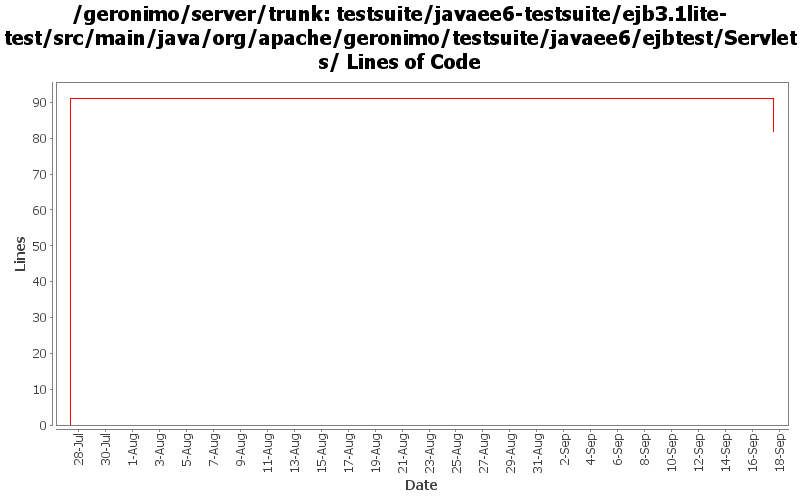 /geronimo/server/trunk: testsuite/javaee6-testsuite/ejb3.1lite-
test/src/main/java/org/apache/geronimo/testsuite/javaee6/ejbtest/Servlet
s/ Lines of Code
90
80
70
60
50
40
30
20
10
0
Lines
28-Jul
30-Jul
1-Aug
3-Aug
5-Aug
7-Aug
9-Aug
11-Aug
13-Aug
15-Aug
17-Aug
19-Aug
21-Aug
23-Aug
25-Aug
27-Aug
29-Aug
31-Aug
2-Sep
4-Sep
6-Sep
8-Sep
10-Sep
12-Sep
14-Sep
16-Sep
18-Sep
Date